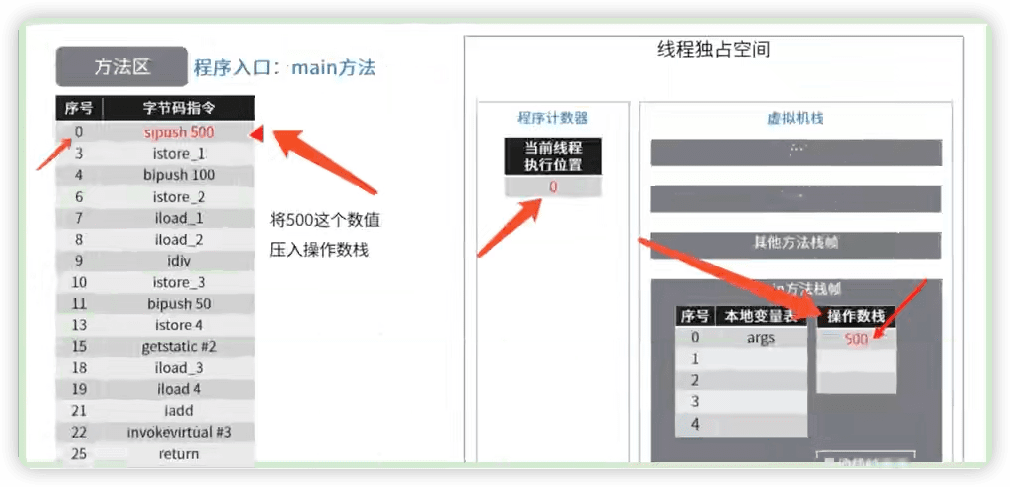 方法区 程序入口：main方法
序号 字节码指令
0 sipush 500
3 istore_1
4 bipush 100
6 istore_2
7 iload_1
8 iload_2
9 idiv
10 istore_3
11 bipush 50
13 istore 4
15 getstatic #2
18 iload_3
19 iload 4
21 iadd
22 invokevirtual #3
25 return
将500这个数值
压入操作数栈
线程独占空间
程序计数器
当前线程
执行位置
0
虚拟机栈
其他方法栈帧
方法栈帧
序号 本地变量表
0 args
1
2
3
4
操作数栈
500